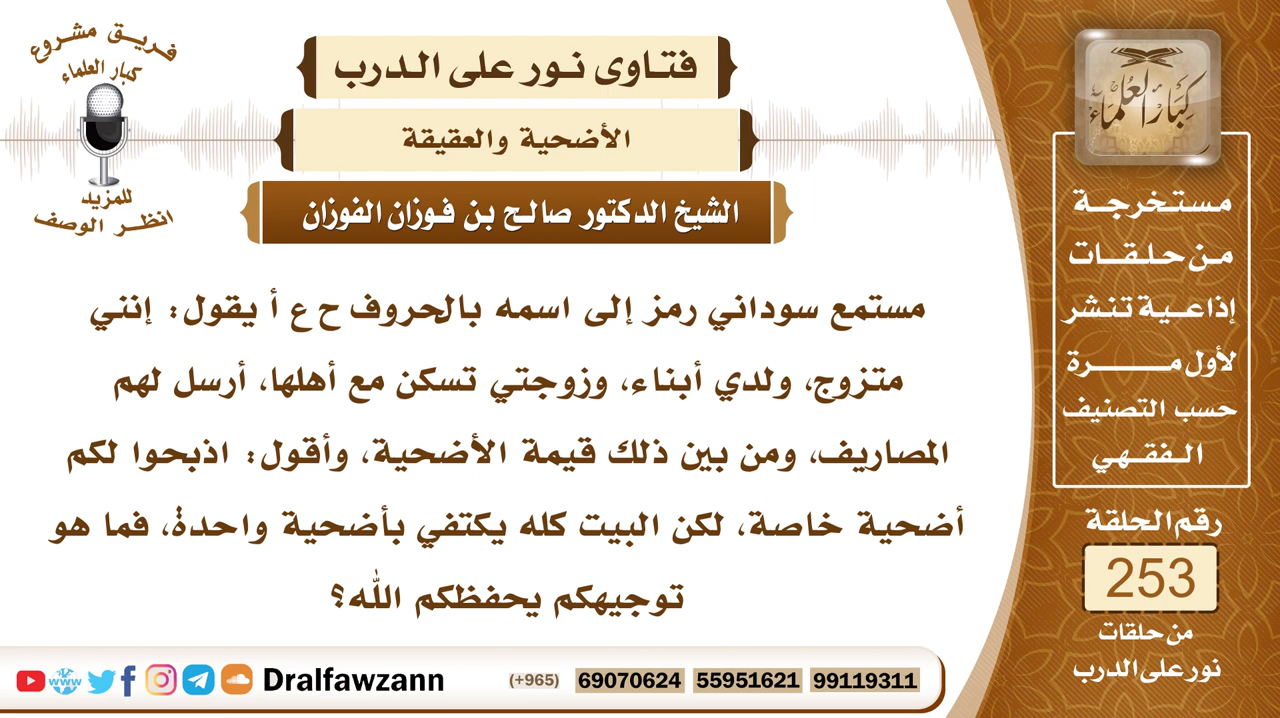 فريق مشروع
كبار العلماء
للمزيد
انظر الوصف
فتاوى نور على الدرب
الأضحية والعقيقة
الشيخ الدكتور صالح بن فوزان الفوزان
مستمع سوداني رمز إلى اسمه بالحروف ح ع أ يقول: إنني
متزوج، ولدي أبناء، وزوجتي تسكن مع أهلها، أرسل لهم
المصاريف، ومن بين ذلك قيمة الأضحية، وأقول: اذبحوا لكم
أضحية خاصة، لكن البيت كله يكتفي بأضحية واحدة، فما هو
توجيهكم يحفظكم الله؟
كبار العلماء
مستخرجة
من حلقات
إذاعية تنشر
لأول مرة
حسب التصنيف
الفقهي
رقم الحلقة
253
من حلقات
نور على الدرب
www Dralfawzann (+965) 69070624 55951621 99119311